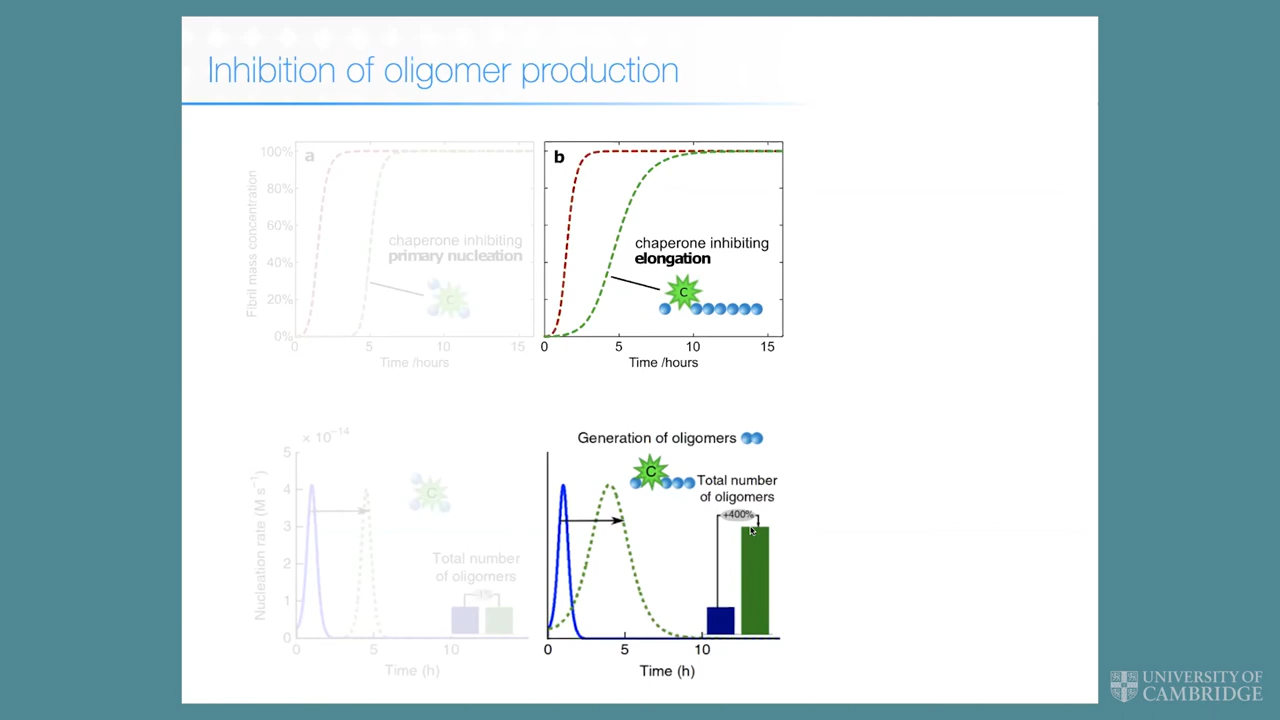 Inhibition of oligomer production
a
100%
80%
60%
40%
20%
0%
Fibril mass concentration
chaperone inhibiting
primary nucleation
C
0 5 10 15
Time /hours
b
chaperone inhibiting
elongation
C
0 5 10 15
Time /hours
× 10⁻¹⁴
5
4
3
2
1
0
Nucleation rate (M s⁻¹)
C
Total number
of oligomers
0 5 10
Time (h)
Generation of oligomers
C
Total number
of oligomers
+400%
0 5 10
Time (h)
UNIVERSITY OF
CAMBRIDGE